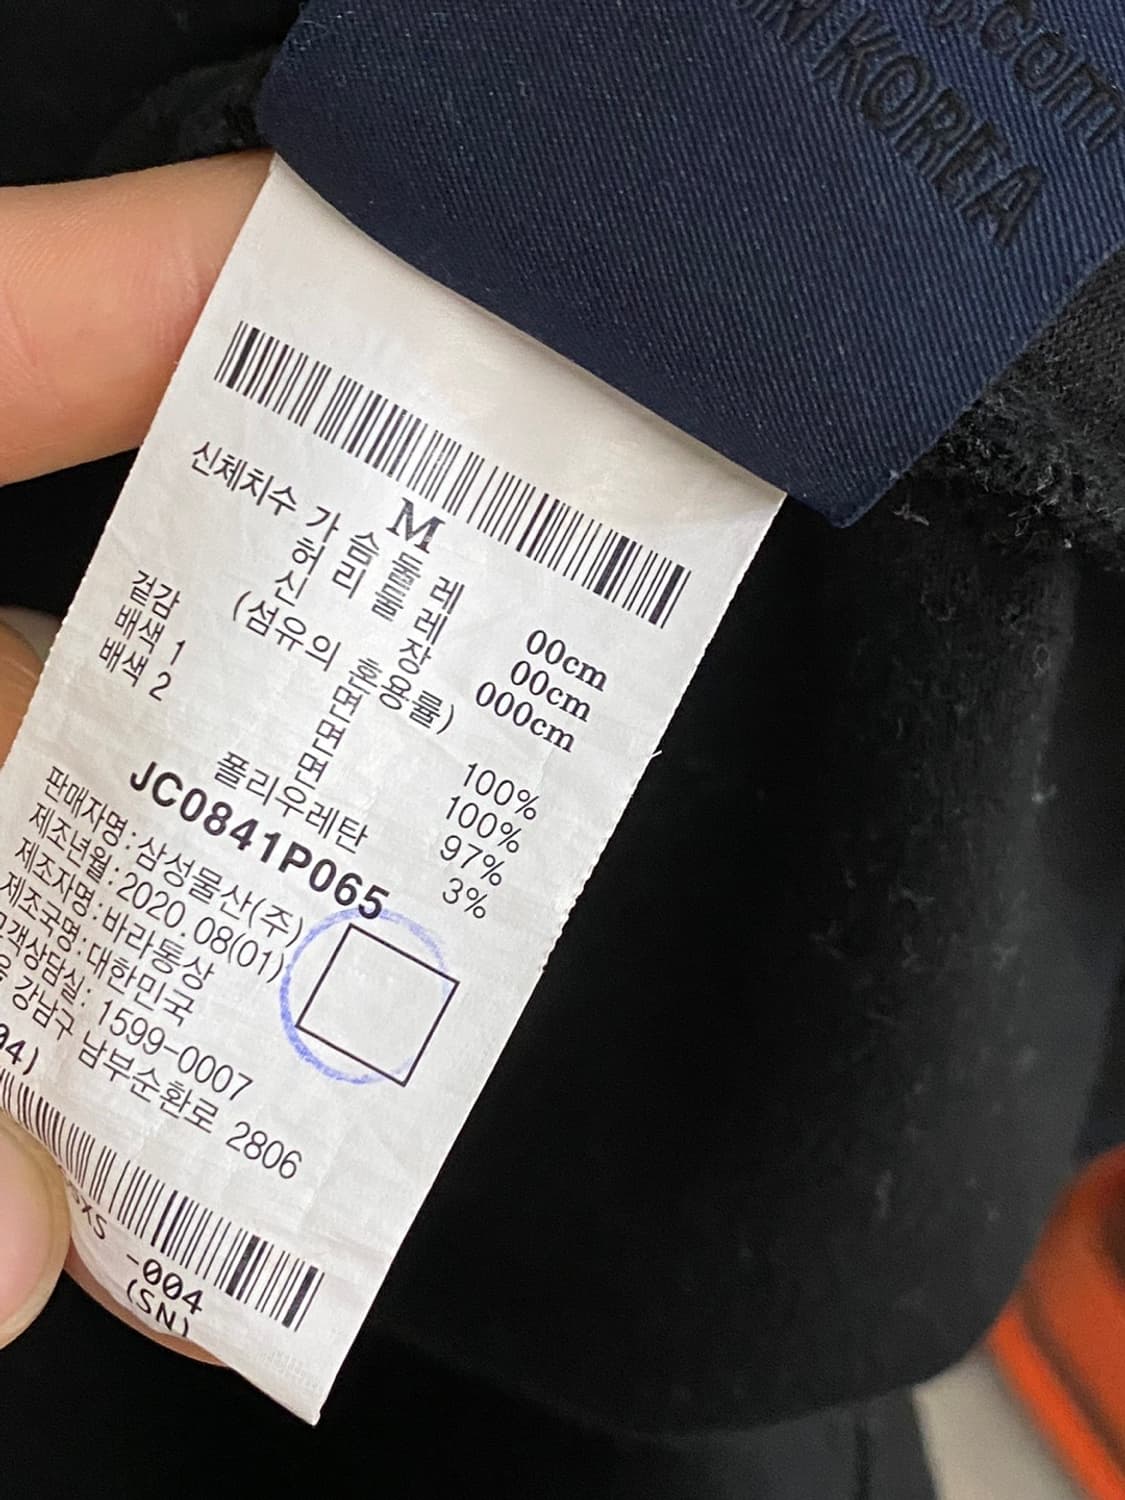 .com
IN KOREA
M
신체치수 가 슴 둘 레 00cm
허 리 둘 레 00cm
신 장 000cm
(섬유의 혼용률)
겉감 면 100%
배색 1 면 100%
배색 2 면 97%
폴리우레탄 3%
JC0841P065
판매자명:삼성물산(주)
제조년월:2020.08(01)
제조자명:바라통상
제조국명:대한민국
고객상담실: 1599-0007
강남구 남부순환로 2806
04)
SXS -004
(SN)